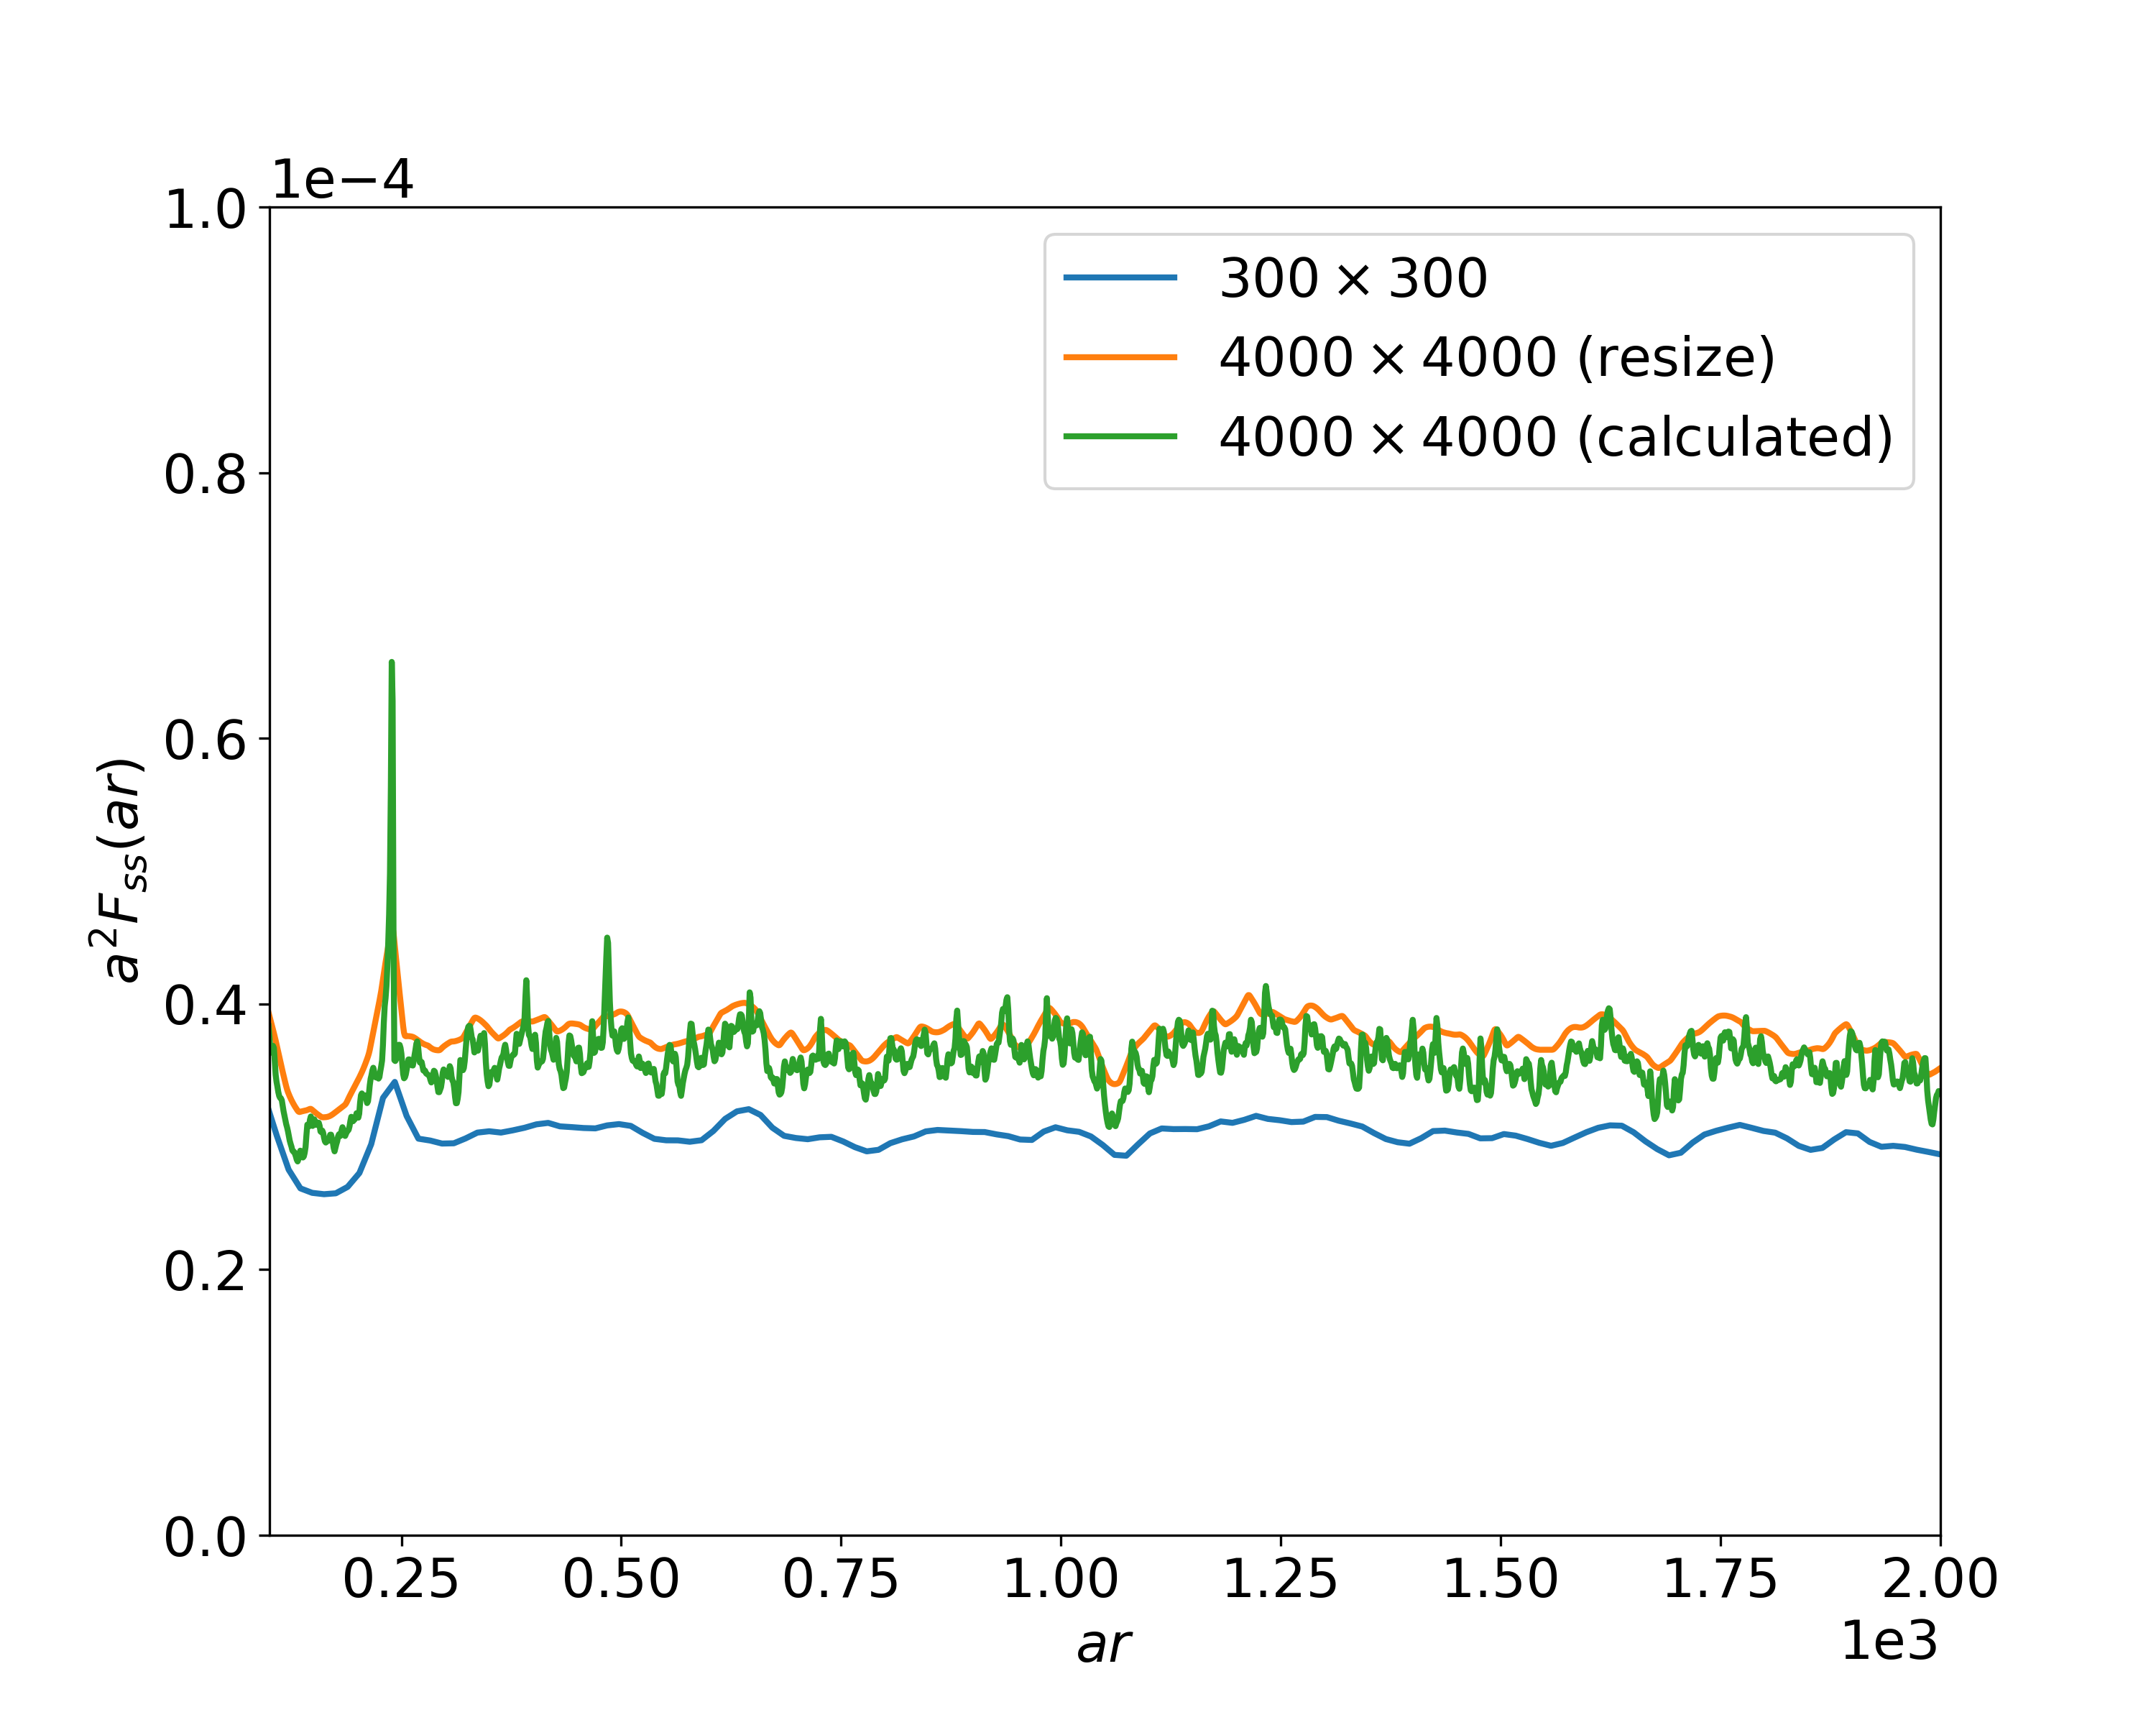 1e−4
1.0
0.8
0.6
0.4
0.2
0.0
a²Fₛₛ(ar)
300 × 300
4000 × 4000 (resize)
4000 × 4000 (calculated)
0.25 0.50 0.75 1.00 1.25 1.50 1.75 2.00
ar
1e3